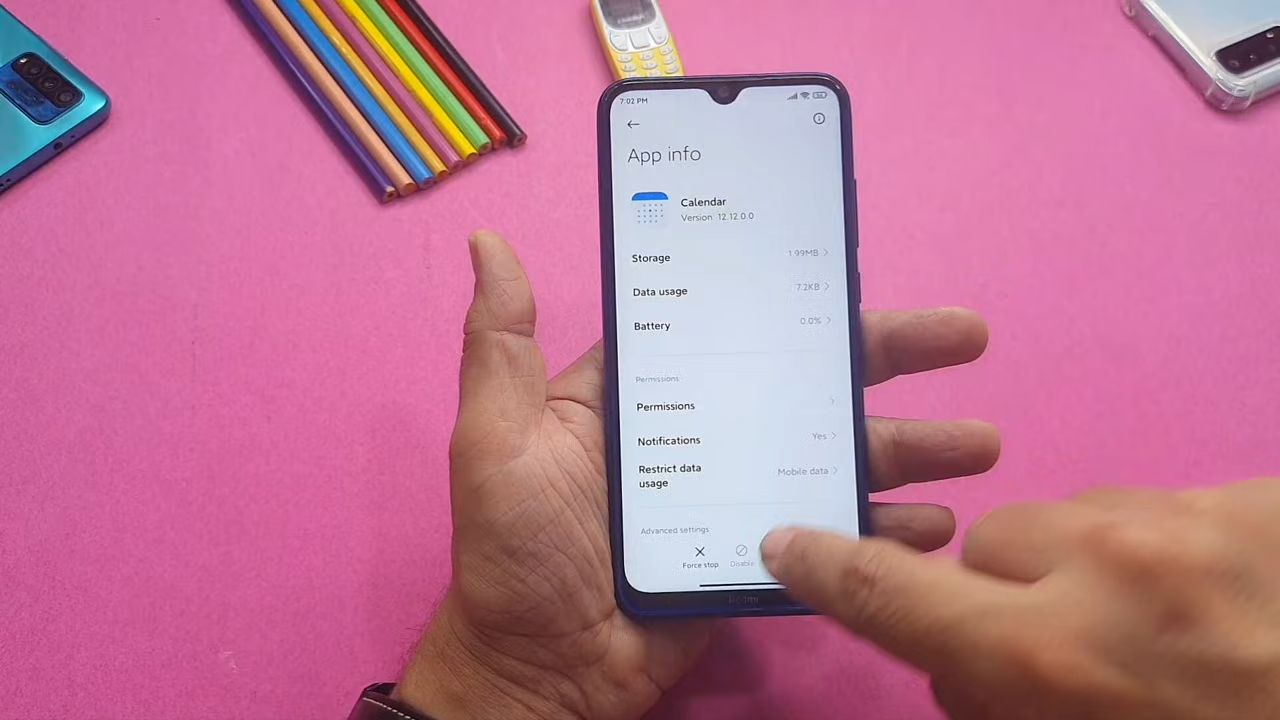 7:02 PM
App info
Calendar
Version: 12.12.0.0
Storage 1.99MB
Data usage 7.2KB
Battery 0.0%
Permissions
Permissions
Notifications Yes
Restrict data usage Mobile data
Advanced settings
Force stop Disable
Redmi